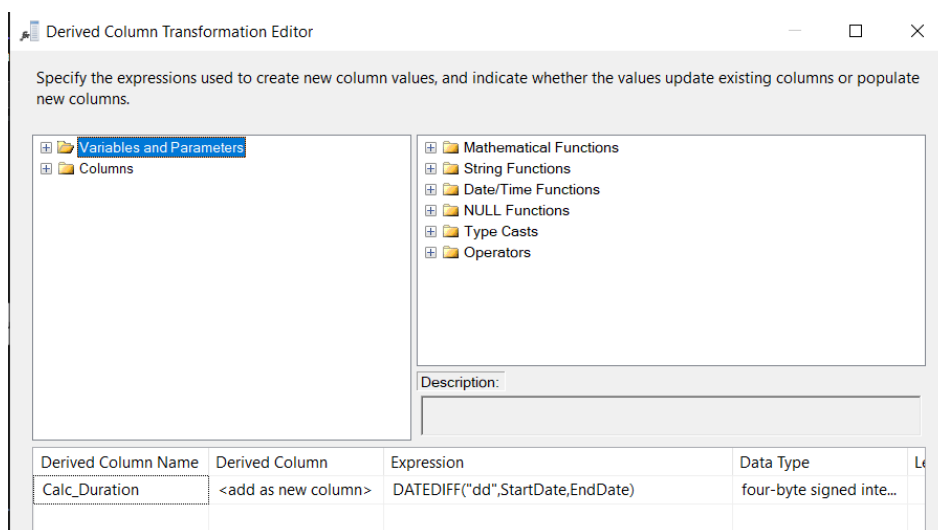 Derived Column Transformation Editor
Specify the expressions used to create new column values, and indicate whether the values update existing columns or populate
new columns.
Variables and Parameters
Columns
Mathematical Functions
String Functions
Date/Time Functions
NULL Functions
Type Casts
Operators
Description:
Derived Column Name Derived Column Expression Data Type Le
Calc_Duration <add as new column> DATEDIFF("dd",StartDate,EndDate) four-byte signed inte...